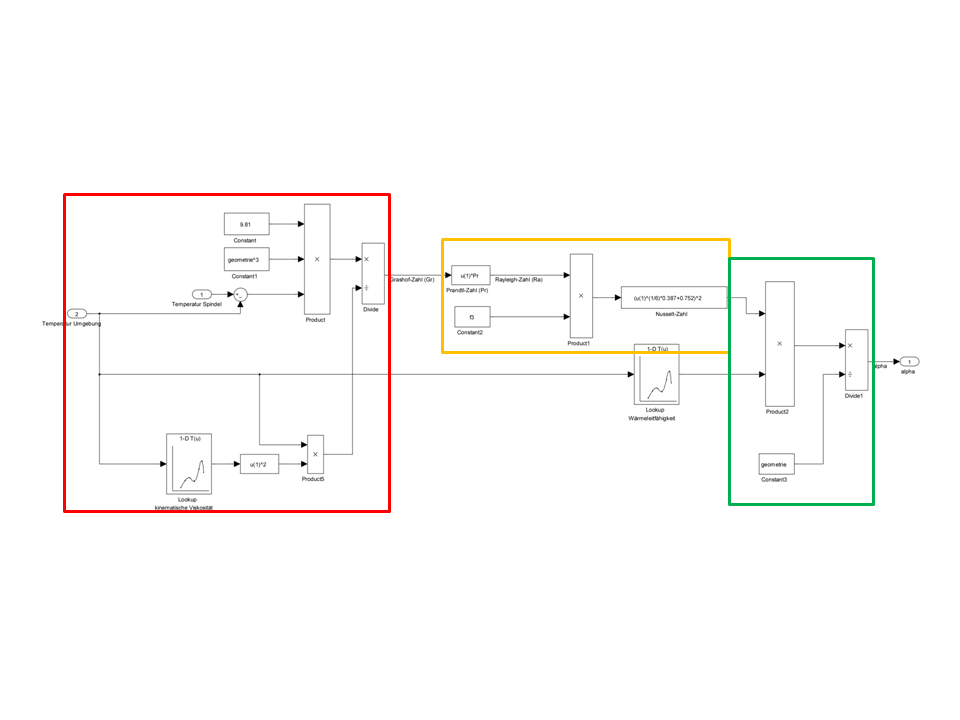 9.81
Constant
geometrie^3
Constant1
1
Temperatur Spindel
2
Temperatur Umgebung
+
-
×
Product
×
÷
Divide
Grashof-Zahl (Gr)
1-D T(u)
Lookup
kinematische Viskosität
u(1)^2
×
Product5
u(1)*Pr
Prandtl-Zahl (Pr)
Rayleigh-Zahl (Ra)
f3
Constant2
×
Product1
(u(1)^(1/6)*0.387+0.752)^2
Nusselt-Zahl
1-D T(u)
Lookup
Wärmeleitfähigkeit
×
Product2
geometrie
Constant3
×
÷
Divide1
alpha
1
alpha